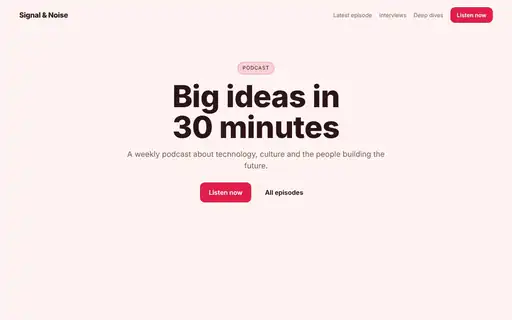 Signal & Noise
Latest episode
Interviews
Deep dives
Listen now
PODCAST
Big ideas in
30 minutes
A weekly podcast about technology, culture and the people building the
future.
Listen now
All episodes